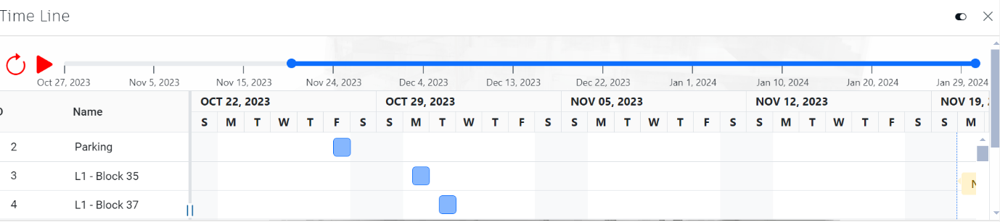 Time Line
Oct 27, 2023 Nov 5, 2023 Nov 15, 2023 Nov 24, 2023 Dec 4, 2023 Dec 13, 2023 Dec 22, 2023 Jan 1, 2024 Jan 10, 2024 Jan 20, 2024 Jan 29, 2024
Name OCT 22, 2023 OCT 29, 2023 NOV 05, 2023 NOV 12, 2023 NOV 19,
S M T W T F S S M T W T F S S M T W T F S S M T W T F S S M
2 Parking
3 L1 - Block 35
4 L1 - Block 37